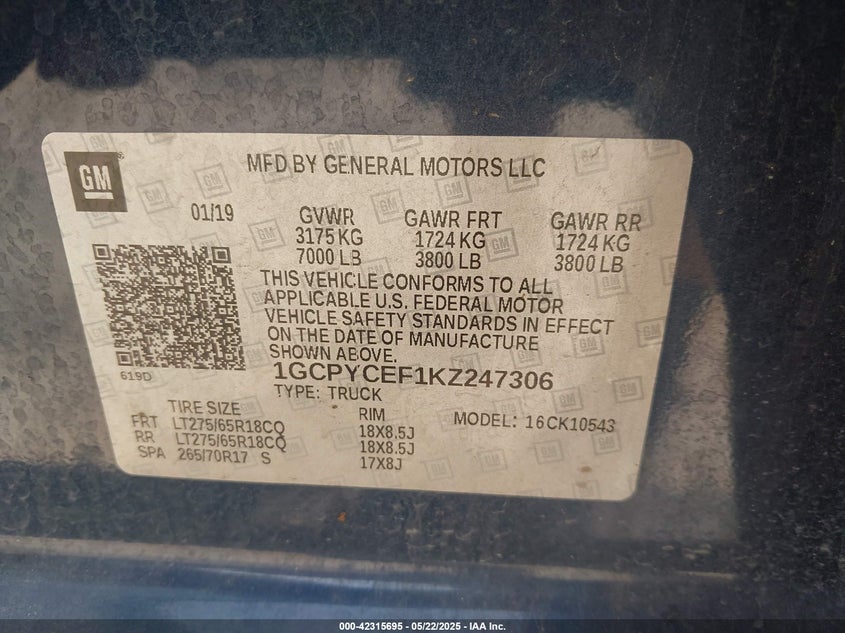 GM
MFD BY GENERAL MOTORS LLC
01/19
GVWR GAWR FRT GAWR RR
3175 KG 1724 KG 1724 KG
7000 LB 3800 LB 3800 LB
THIS VEHICLE CONFORMS TO ALL
APPLICABLE U.S. FEDERAL MOTOR
VEHICLE SAFETY STANDARDS IN EFFECT
ON THE DATE OF MANUFACTURE
SHOWN ABOVE.
619D
1GCPYCEF1KZ247306
TYPE: TRUCK
TIRE SIZE RIM MODEL: 16CK10543
FRT LT275/65R18CQ 18X8.5J
RR LT275/65R18CQ 18X8.5J
SPA 265/70R17 S 17X8J
000-42315695 - 05/22/2025 - IAA Inc.